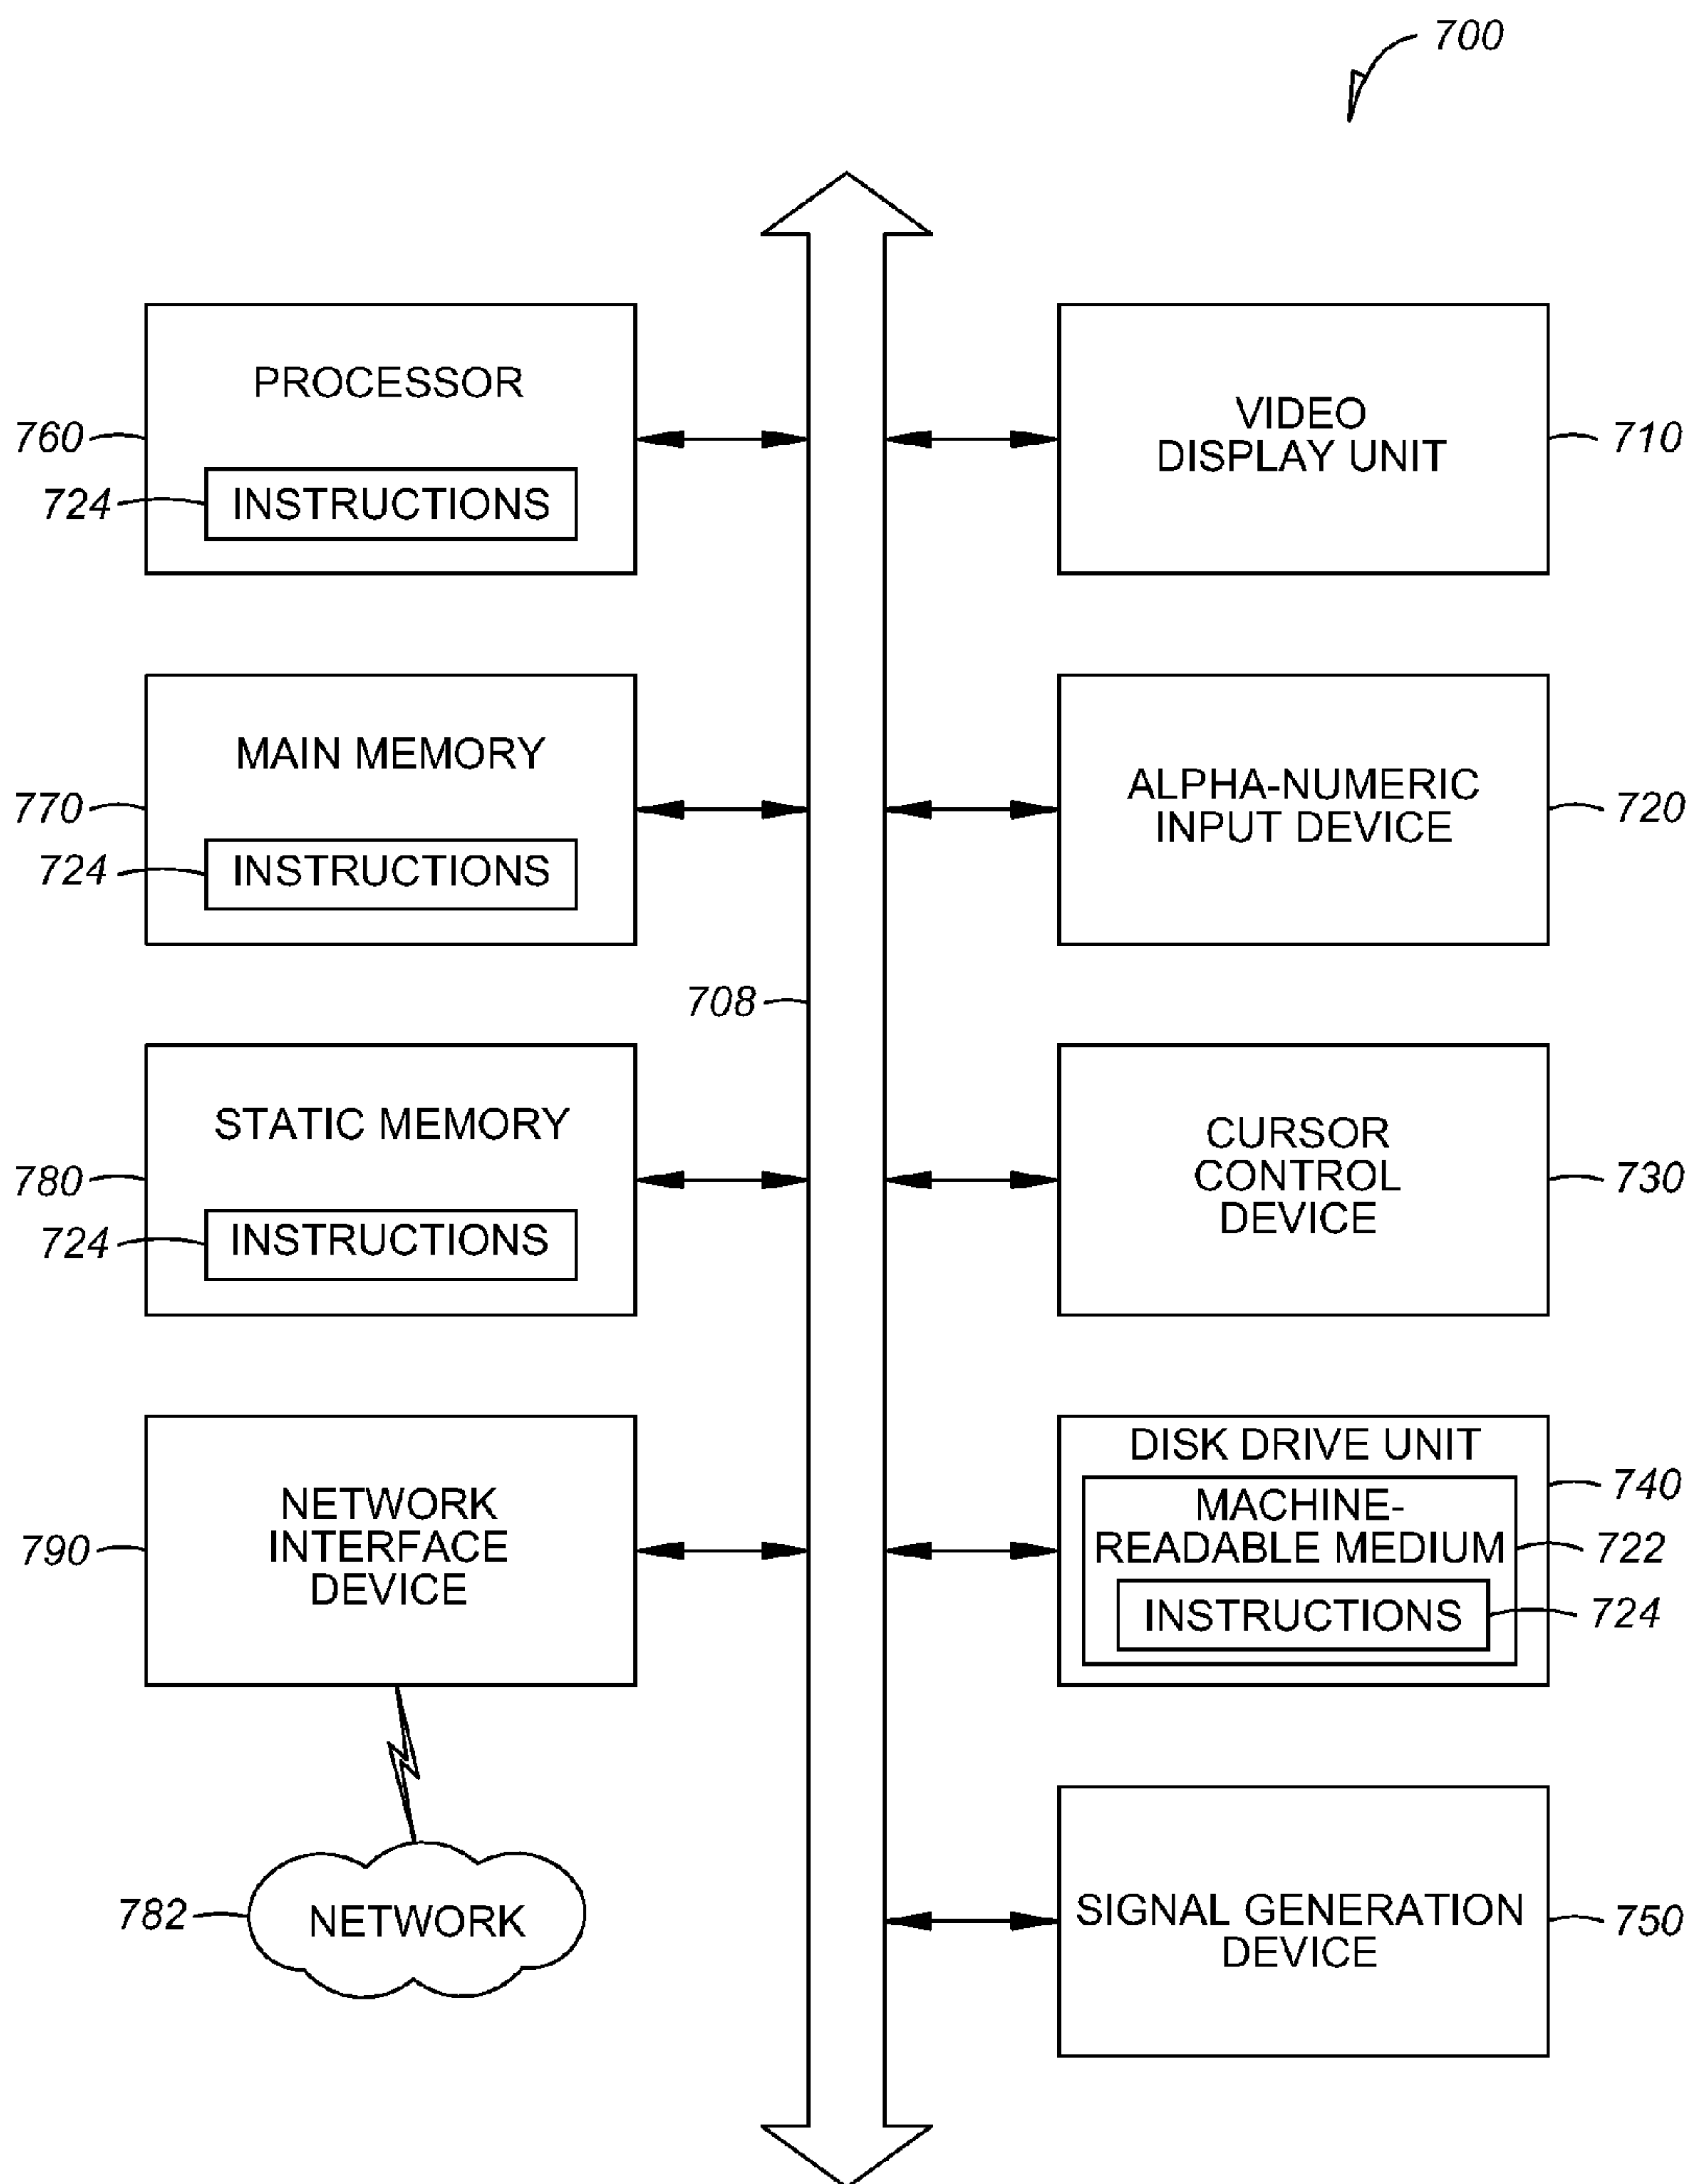 700
PROCESSOR
760
724
INSTRUCTIONS
VIDEO
DISPLAY UNIT
710
MAIN MEMORY
770
724
INSTRUCTIONS
ALPHA-NUMERIC
INPUT DEVICE
720
708
STATIC MEMORY
780
724
INSTRUCTIONS
CURSOR
CONTROL
DEVICE
730
NETWORK
INTERFACE
DEVICE
790
DISK DRIVE UNIT
740
MACHINE-
READABLE MEDIUM
722
INSTRUCTIONS
724
782
NETWORK
SIGNAL GENERATION
DEVICE
750